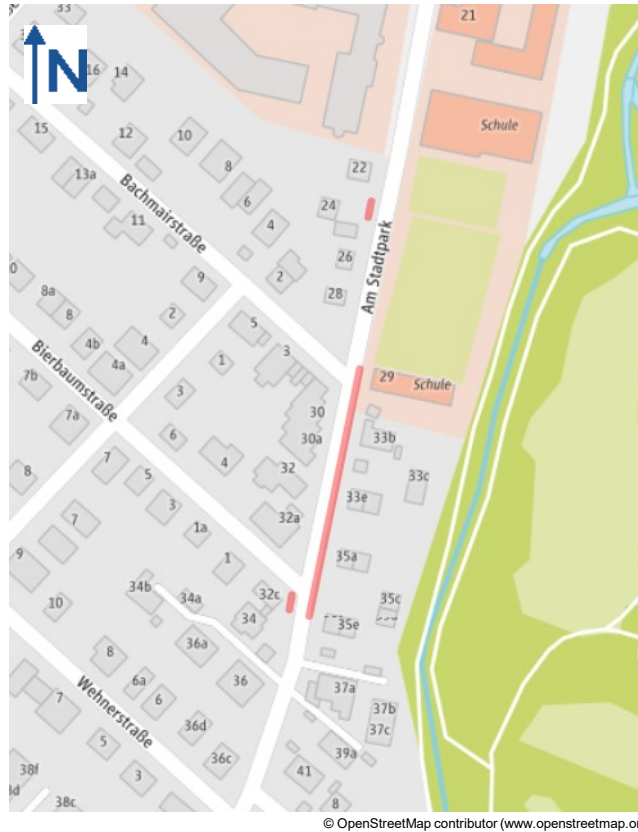 33
21
N
16
14
Schule
15
12
10
8
22
13a
Bachmairstraße
6
24
11
4
Am Stadtpark
26
2
28
9
8a
8
2
5
4b
4
3
1
29
Schule
4a
7b
Bierbaumstraße
3
30
7a
30a
33b
6
4
32
33c
8
7
5
33e
3
32a
7
1a
9
1
35a
34b
34a
32c
35c
10
34
35e
36a
8
6a
36
37a
7
Wehnerstraße
6
37b
36d
37c
5
39a
36c
38f
3
41
38c
8
© OpenStreetMap contributor (www.openstreetmap.or